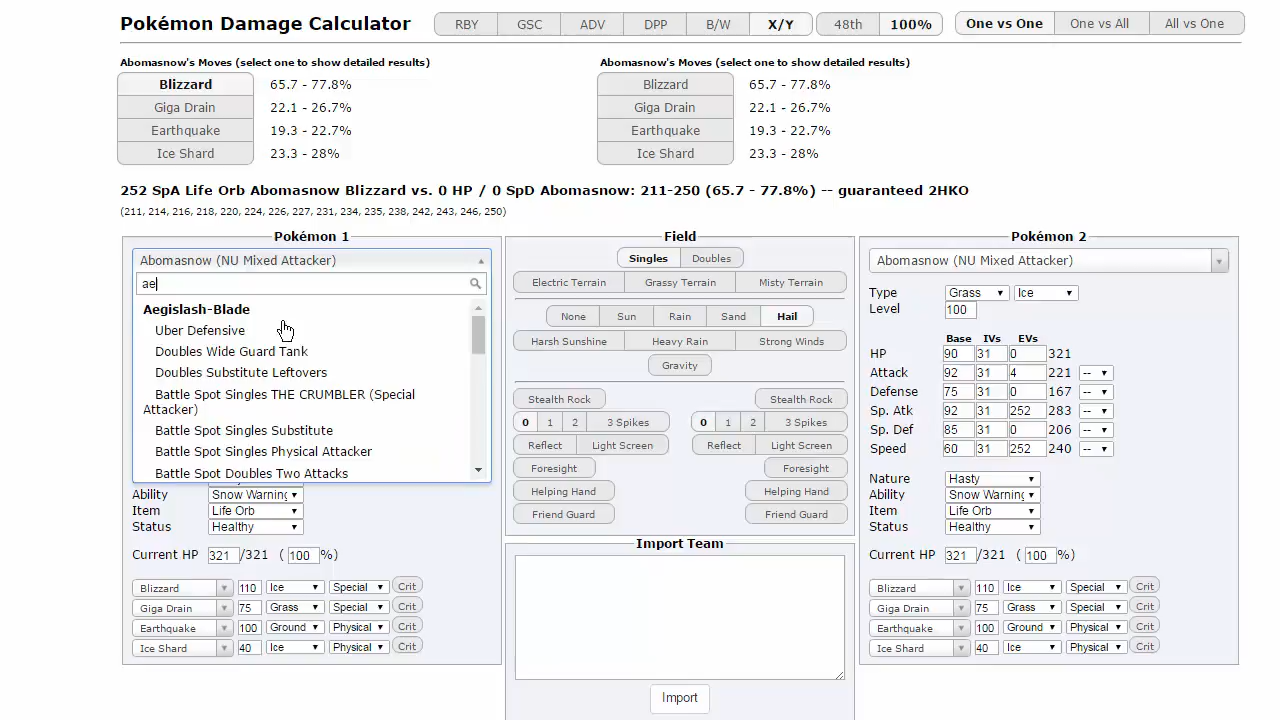 Pokémon Damage Calculator RBY GSC ADV DPP B/W X/Y 48th 100% One vs One One vs All All vs One
Abomasnow's Moves (select one to show detailed results) Abomasnow's Moves (select one to show detailed results)
Blizzard 65.7 - 77.8% Blizzard 65.7 - 77.8%
Giga Drain 22.1 - 26.7% Giga Drain 22.1 - 26.7%
Earthquake 19.3 - 22.7% Earthquake 19.3 - 22.7%
Ice Shard 23.3 - 28% Ice Shard 23.3 - 28%
252 SpA Life Orb Abomasnow Blizzard vs. 0 HP / 0 SpD Abomasnow: 211-250 (65.7 - 77.8%) -- guaranteed 2HKO
(211, 214, 216, 218, 220, 224, 226, 227, 231, 234, 235, 238, 242, 243, 246, 250)
Pokémon 1
Abomasnow (NU Mixed Attacker)
ae
Aegislash-Blade
Uber Defensive
Doubles Wide Guard Tank
Doubles Substitute Leftovers
Battle Spot Singles THE CRUMBLER (Special
Attacker)
Battle Spot Singles Substitute
Battle Spot Singles Physical Attacker
Battle Spot Doubles Two Attacks
Ability Snow Warning
Item Life Orb
Status Healthy
Current HP 321 /321 ( 100 %)
Blizzard 110 Ice Special Crit
Giga Drain 75 Grass Special Crit
Earthquake 100 Ground Physical Crit
Ice Shard 40 Ice Physical Crit
Field
Singles Doubles
Electric Terrain Grassy Terrain Misty Terrain
None Sun Rain Sand Hail
Harsh Sunshine Heavy Rain Strong Winds
Gravity
Stealth Rock Stealth Rock
0 1 2 3 Spikes 0 1 2 3 Spikes
Reflect Light Screen Reflect Light Screen
Foresight Foresight
Helping Hand Helping Hand
Friend Guard Friend Guard
Import Team
Import
Pokémon 2
Abomasnow (NU Mixed Attacker)
Type Grass Ice
Level 100
Base IVs EVs
HP 90 31 0 321
Attack 92 31 4 221 --
Defense 75 31 0 167 --
Sp. Atk 92 31 252 283 --
Sp. Def 85 31 0 206 --
Speed 60 31 252 240 --
Nature Hasty
Ability Snow Warning
Item Life Orb
Status Healthy
Current HP 321 /321 ( 100 %)
Blizzard 110 Ice Special Crit
Giga Drain 75 Grass Special Crit
Earthquake 100 Ground Physical Crit
Ice Shard 40 Ice Physical Crit